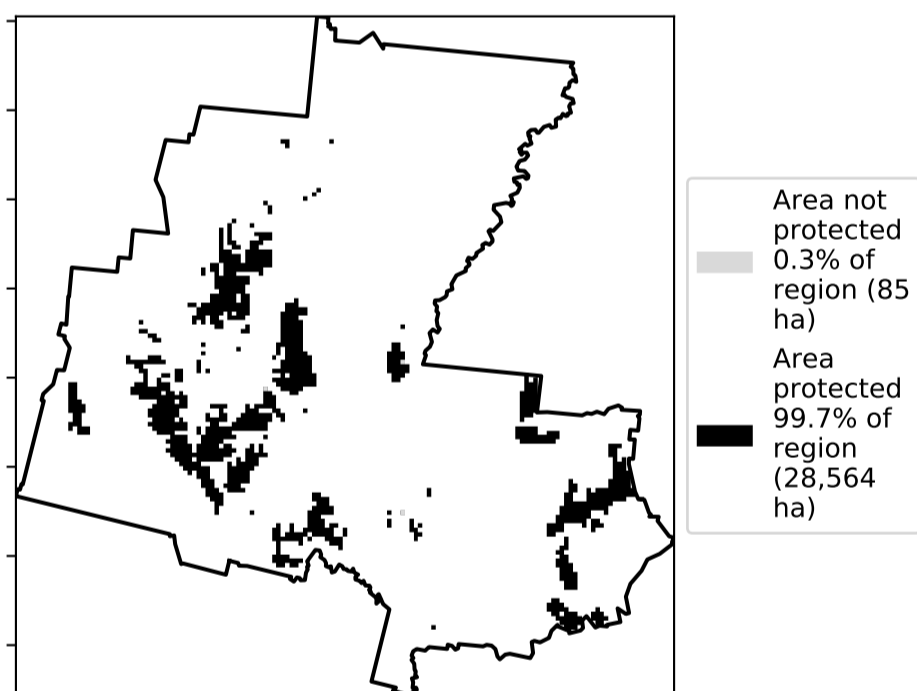 Area not
protected
0.3% of
region (85
ha)
Area
protected
99.7% of
region
(28,564
ha)